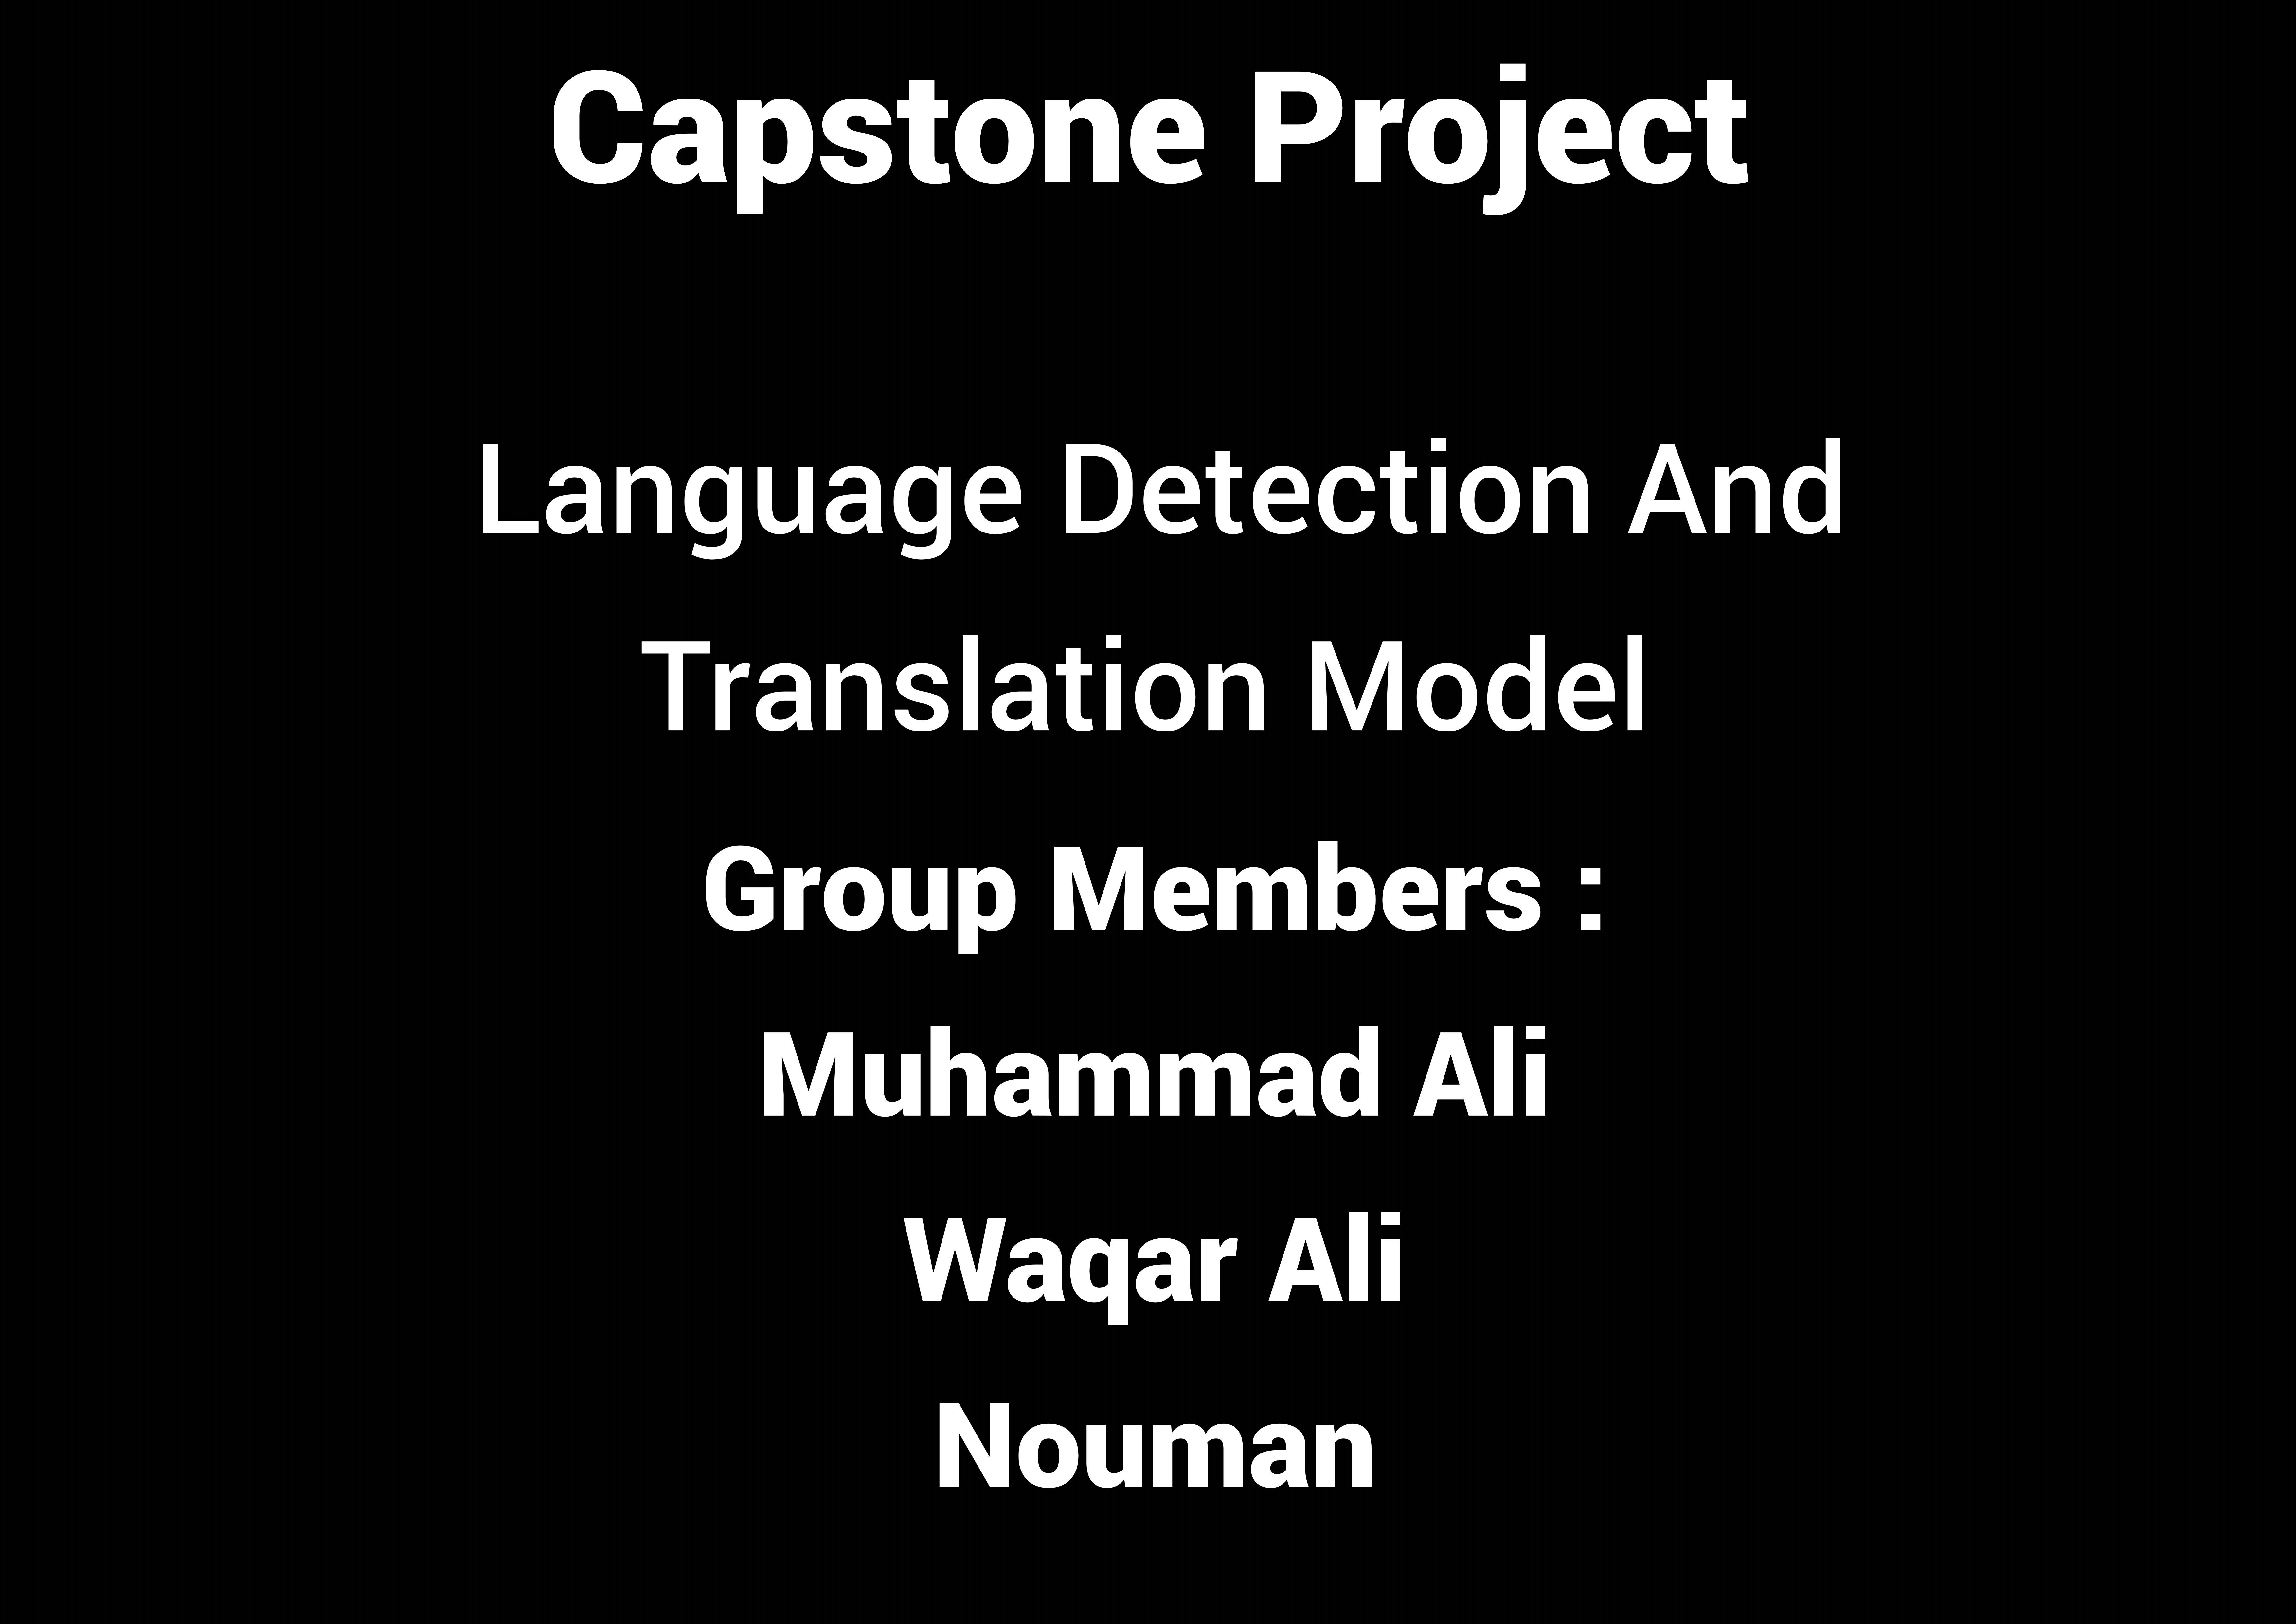 Capstone Project
Language Detection And
Translation Model
Group Members :
Muhammad Ali
Waqar Ali
Nouman